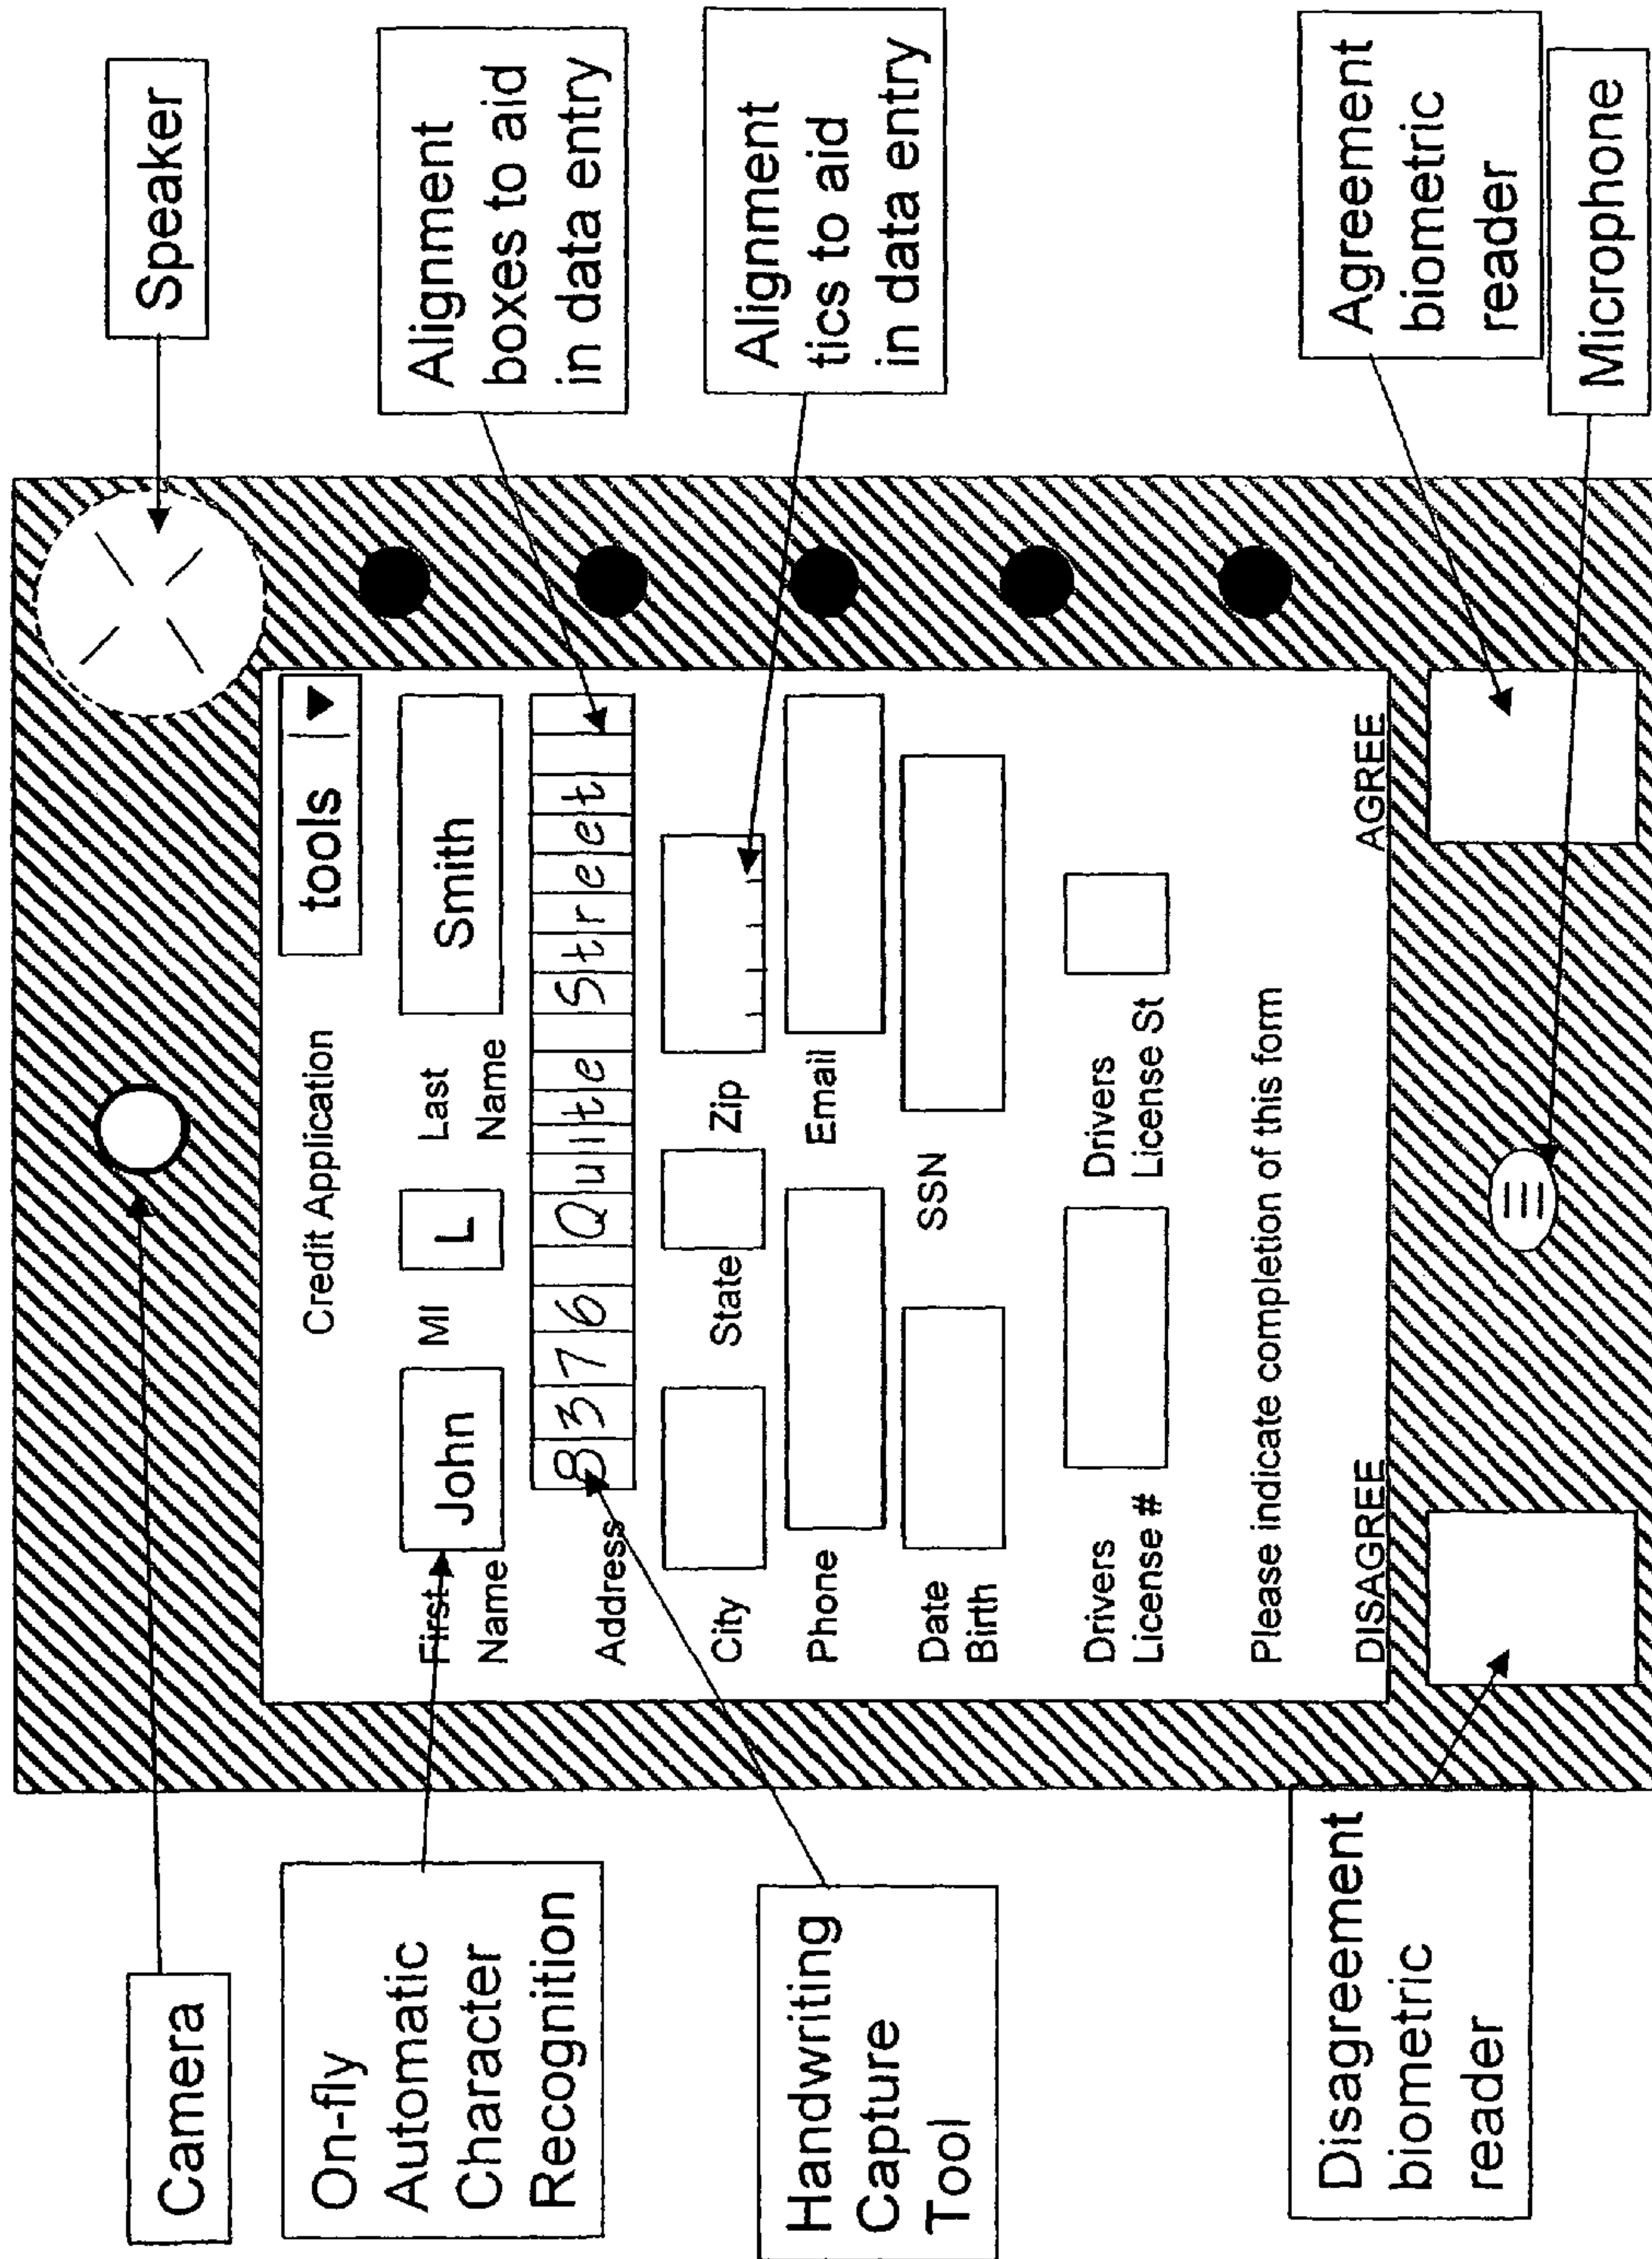 Camera
Speaker
Credit Application
tools
On-fly
Automatic
Character
Recognition
First
Name
John
MI
L
Last
Name
Smith
Alignment
boxes to aid
in data entry
Address
8376 Quite Street
City
State
Zip
Alignment
tics to aid
in data entry
Handwriting
Capture
Tool
Phone
Email
Date
Birth
SSN
Drivers
License #
Drivers
License St
Please indicate completion of this form
DISAGREE
AGREE
Disagreement
biometric
reader
Agreement
biometric
reader
Microphone